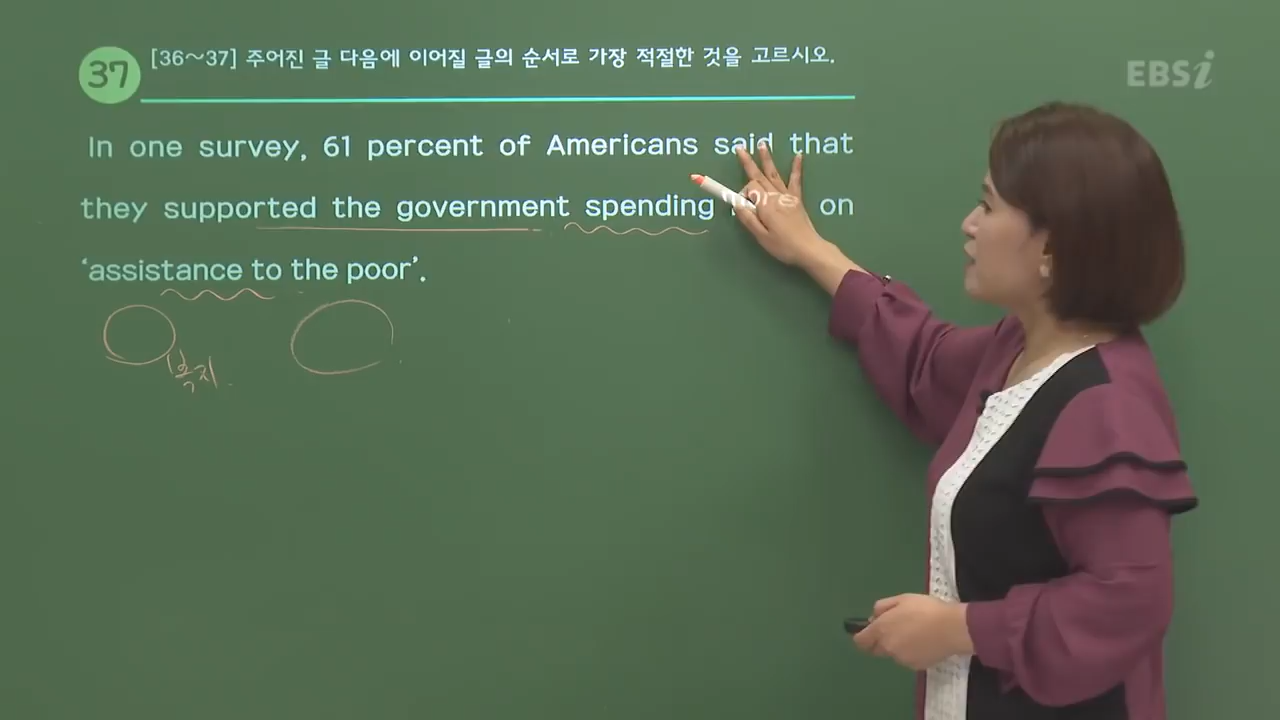 37
[36~37] 주어진 글 다음에 이어질 글의 순서로 가장 적절한 것을 고르시오.
EBSi
In one survey, 61 percent of Americans said that
they supported the government spending more on
‘assistance to the poor’.
복지